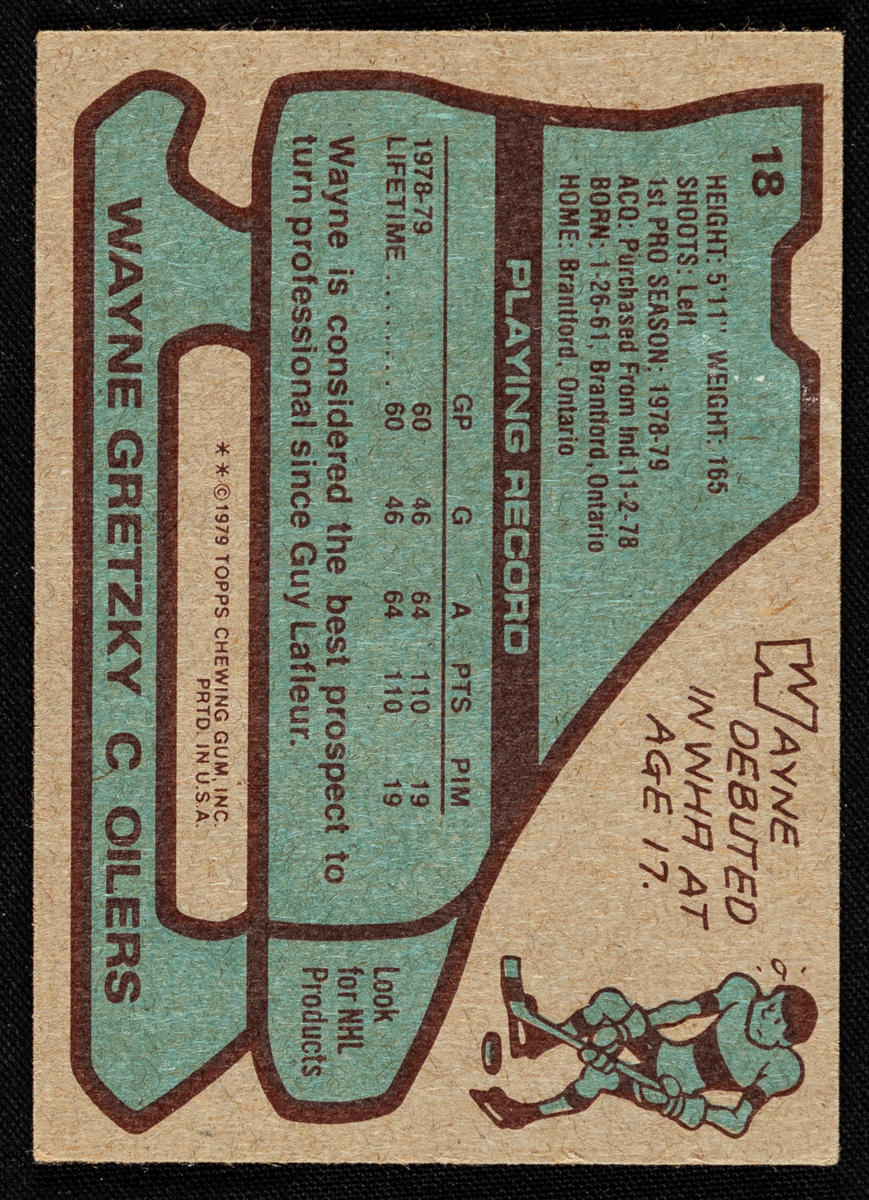 18
HEIGHT: 5'11" WEIGHT: 165
SHOOTS: Left
1st PRO SEASON: 1978-79
ACQ: Purchased From Ind.11-2-78
BORN: 1-26-61, Brantford, Ontario
HOME: Brantford, Ontario
WAYNE
DEBUTED
IN WHA AT
AGE 17.
PLAYING RECORD
GP G A PTS PIM
1978-79 60 46 64 110 19
LIFETIME ......... 60 46 64 110 19
Wayne is considered the best prospect to
turn professional since Guy Lafleur.
Look
for NHL
Products
**©1979 TOPPS CHEWING GUM, INC.
PRTD. IN U.S.A.
WAYNE GRETZKY C OILERS